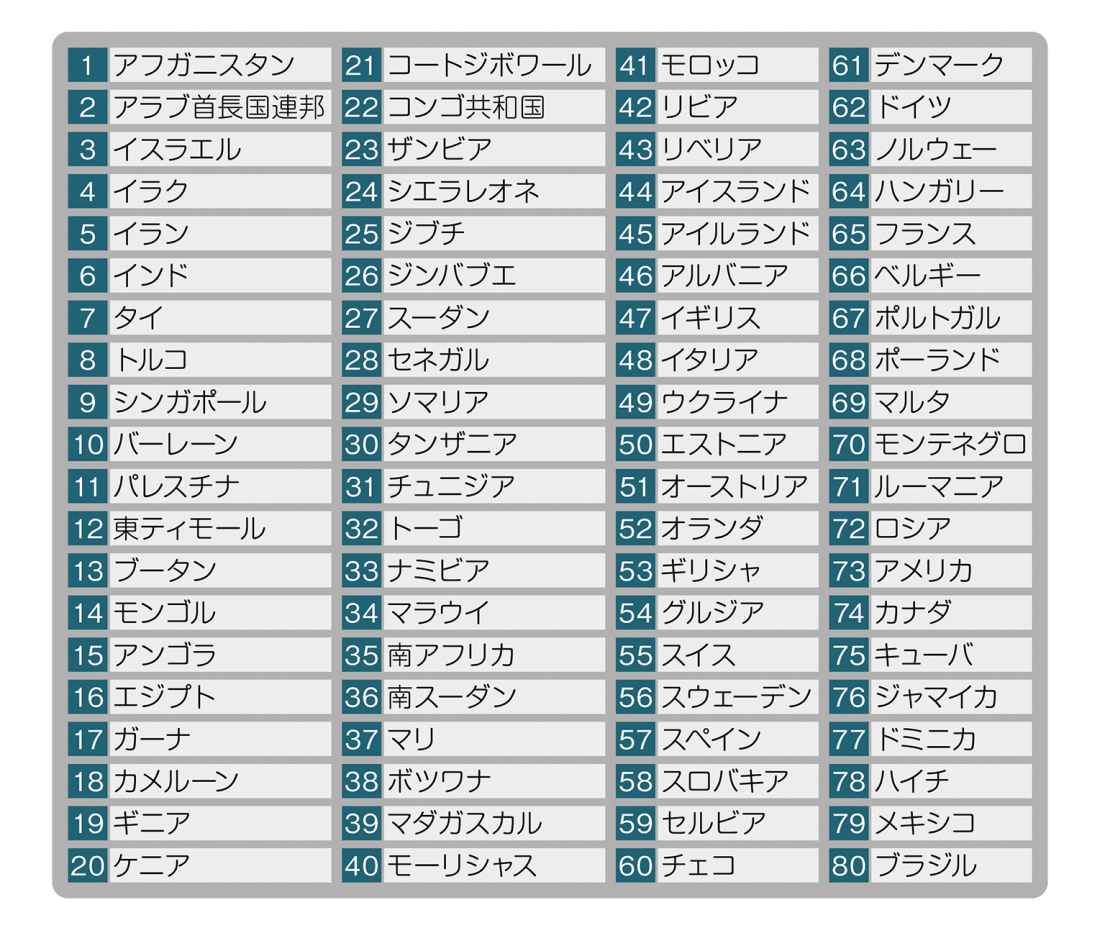 1 アフガニスタン
2 アラブ首長国連邦
3 イスラエル
4 イラク
5 イラン
6 インド
7 タイ
8 トルコ
9 シンガポール
10 バーレーン
11 パレスチナ
12 東ティモール
13 ブータン
14 モンゴル
15 アンゴラ
16 エジプト
17 ガーナ
18 カメルーン
19 ギニア
20 ケニア
21 コートジボワール
22 コンゴ共和国
23 ザンビア
24 シエラレオネ
25 ジブチ
26 ジンバブエ
27 スーダン
28 セネガル
29 ソマリア
30 タンザニア
31 チュニジア
32 トーゴ
33 ナミビア
34 マラウイ
35 南アフリカ
36 南スーダン
37 マリ
38 ボツワナ
39 マダガスカル
40 モーリシャス
41 モロッコ
42 リビア
43 リベリア
44 アイスランド
45 アイルランド
46 アルバニア
47 イギリス
48 イタリア
49 ウクライナ
50 エストニア
51 オーストリア
52 オランダ
53 ギリシャ
54 グルジア
55 スイス
56 スウェーデン
57 スペイン
58 スロバキア
59 セルビア
60 チェコ
61 デンマーク
62 ドイツ
63 ノルウェー
64 ハンガリー
65 フランス
66 ベルギー
67 ポルトガル
68 ポーランド
69 マルタ
70 モンテネグロ
71 ルーマニア
72 ロシア
73 アメリカ
74 カナダ
75 キューバ
76 ジャマイカ
77 ドミニカ
78 ハイチ
79 メキシコ
80 ブラジル